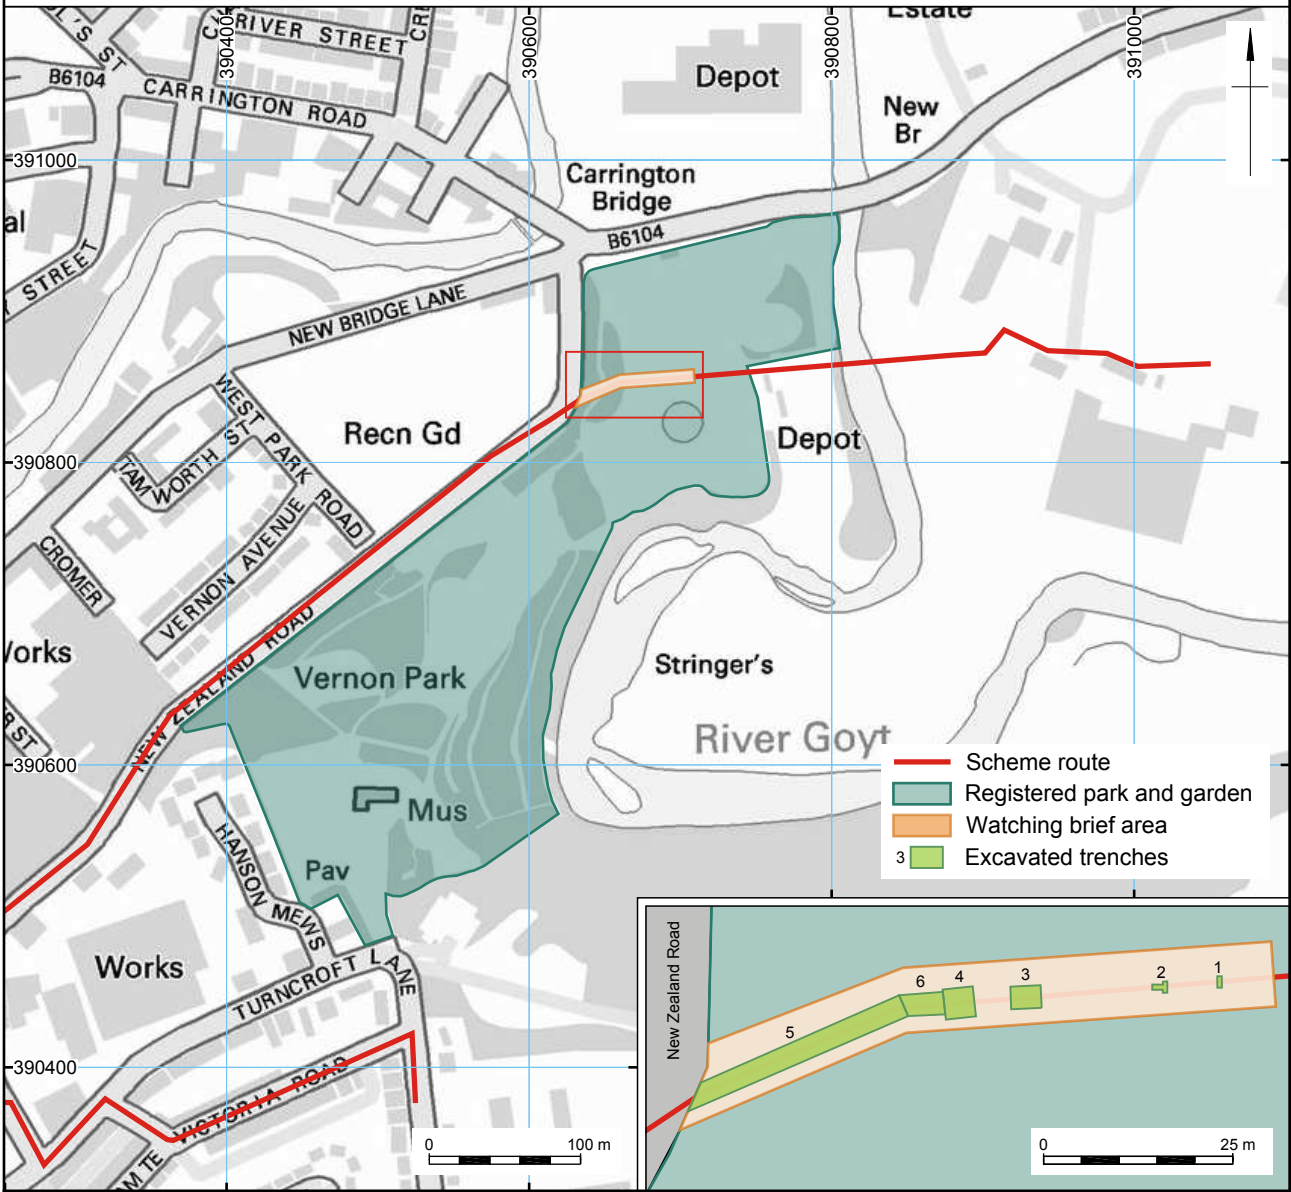 RIVER STREET
390400
390600
390800
391000
Estate
B6104
CARRINGTON ROAD
Depot
New
Br
391000
Carrington
Bridge
B6104
al
STREET
NEW BRIDGE LANE
WEST PARK ROAD
TAMWORTH ST
Recn Gd
Depot
390800
CROMER
VERNON AVENUE
NEW ZEALAND ROAD
Vernon Park
Stringer's
River Goyt
390600
Mus
HANSON MEWS
Pav
Works
TURNCROFT LANE
390400
VICTORIA ROAD
Scheme route
Registered park and garden
Watching brief area
3 Excavated trenches
New Zealand Road
5
6
4
3
2
1
0 100 m
0 25 m